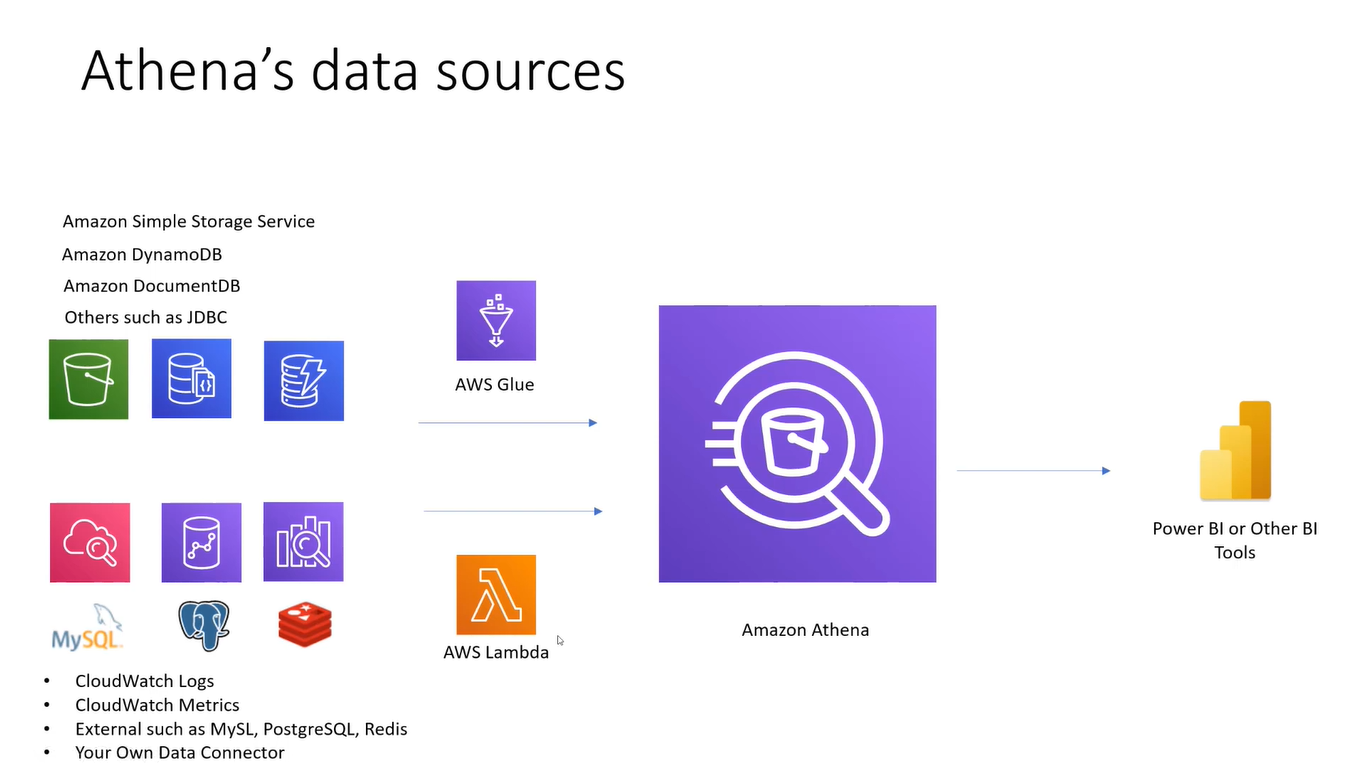 Athena’s data sources
Amazon Simple Storage Service
Amazon DynamoDB
Amazon DocumentDB
Others such as JDBC
AWS Glue
MySQL
AWS Lambda
Amazon Athena
Power BI or Other BI
Tools
• CloudWatch Logs
• CloudWatch Metrics
• External such as MySL, PostgreSQL, Redis
• Your Own Data Connector